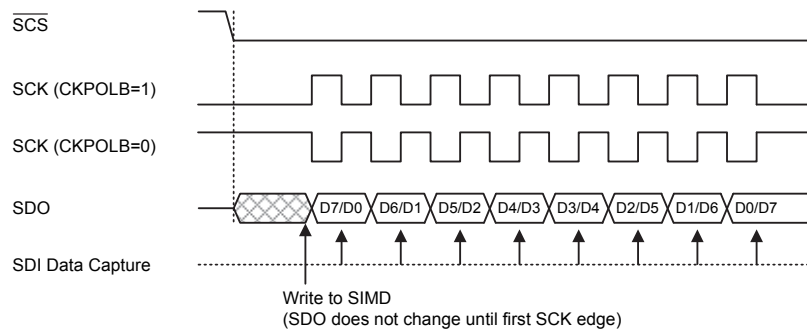 SCS
SCK (CKPOLB=1)
SCK (CKPOLB=0)
SDO
D7/D0 D6/D1 D5/D2 D4/D3 D3/D4 D2/D5 D1/D6 D0/D7
SDI Data Capture
Write to SIMD
(SDO does not change until first SCK edge)